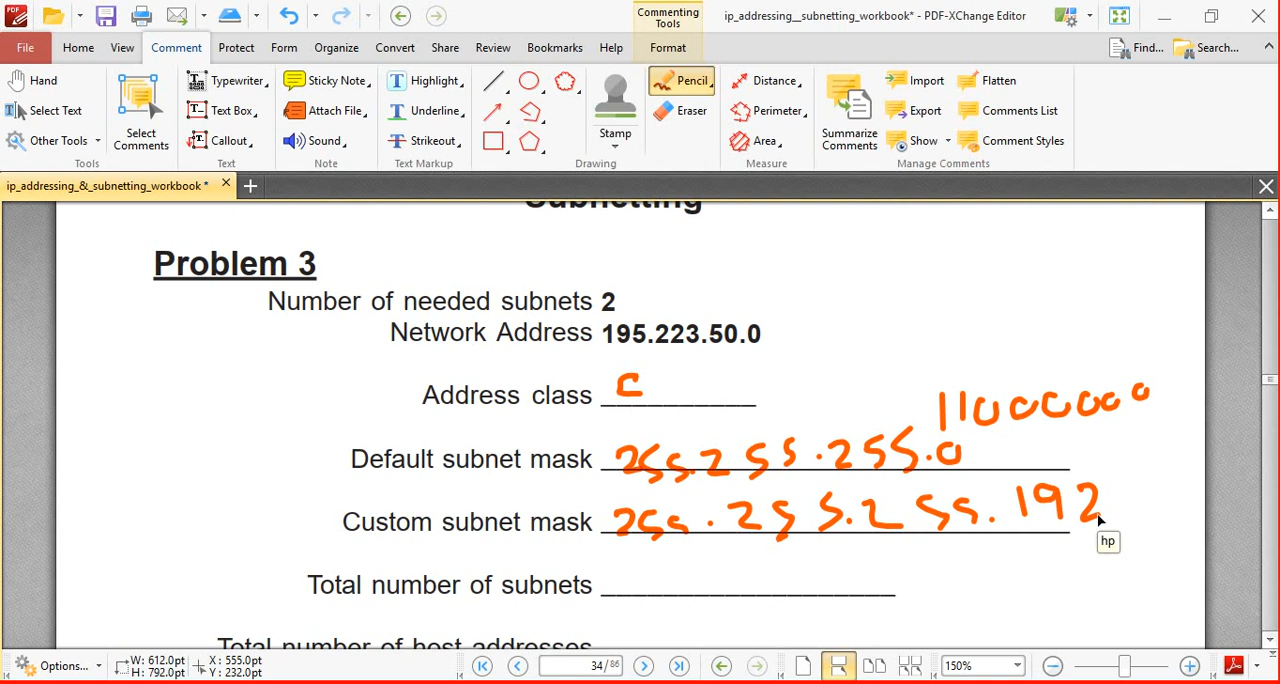 Commenting Tools
ip_addressing__subnetting_workbook* - PDF-XChange Editor
File Home View Comment Protect Form Organize Convert Share Review Bookmarks Help Format Find... Search...
Hand Typewriter Sticky Note Highlight Pencil Distance Import Flatten
Select Text Text Box Attach File Underline Eraser Perimeter Export Comments List
Other Tools Select Comments Callout Sound Strikeout Stamp Area Summarize Comments Show Comment Styles
Tools Text Note Text Markup Drawing Measure Manage Comments
ip_addressing_&_subnetting_workbook *
Subnetting
Problem 3
Number of needed subnets 2
Network Address 195.223.50.0
Address class C
11000000
Default subnet mask 255.255.255.0
Custom subnet mask 255.255.255.192
hp
Total number of subnets
Total number of host addresses
Options... W: 612.0pt H: 792.0pt X: 555.0pt Y: 232.0pt 34 / 86 150%